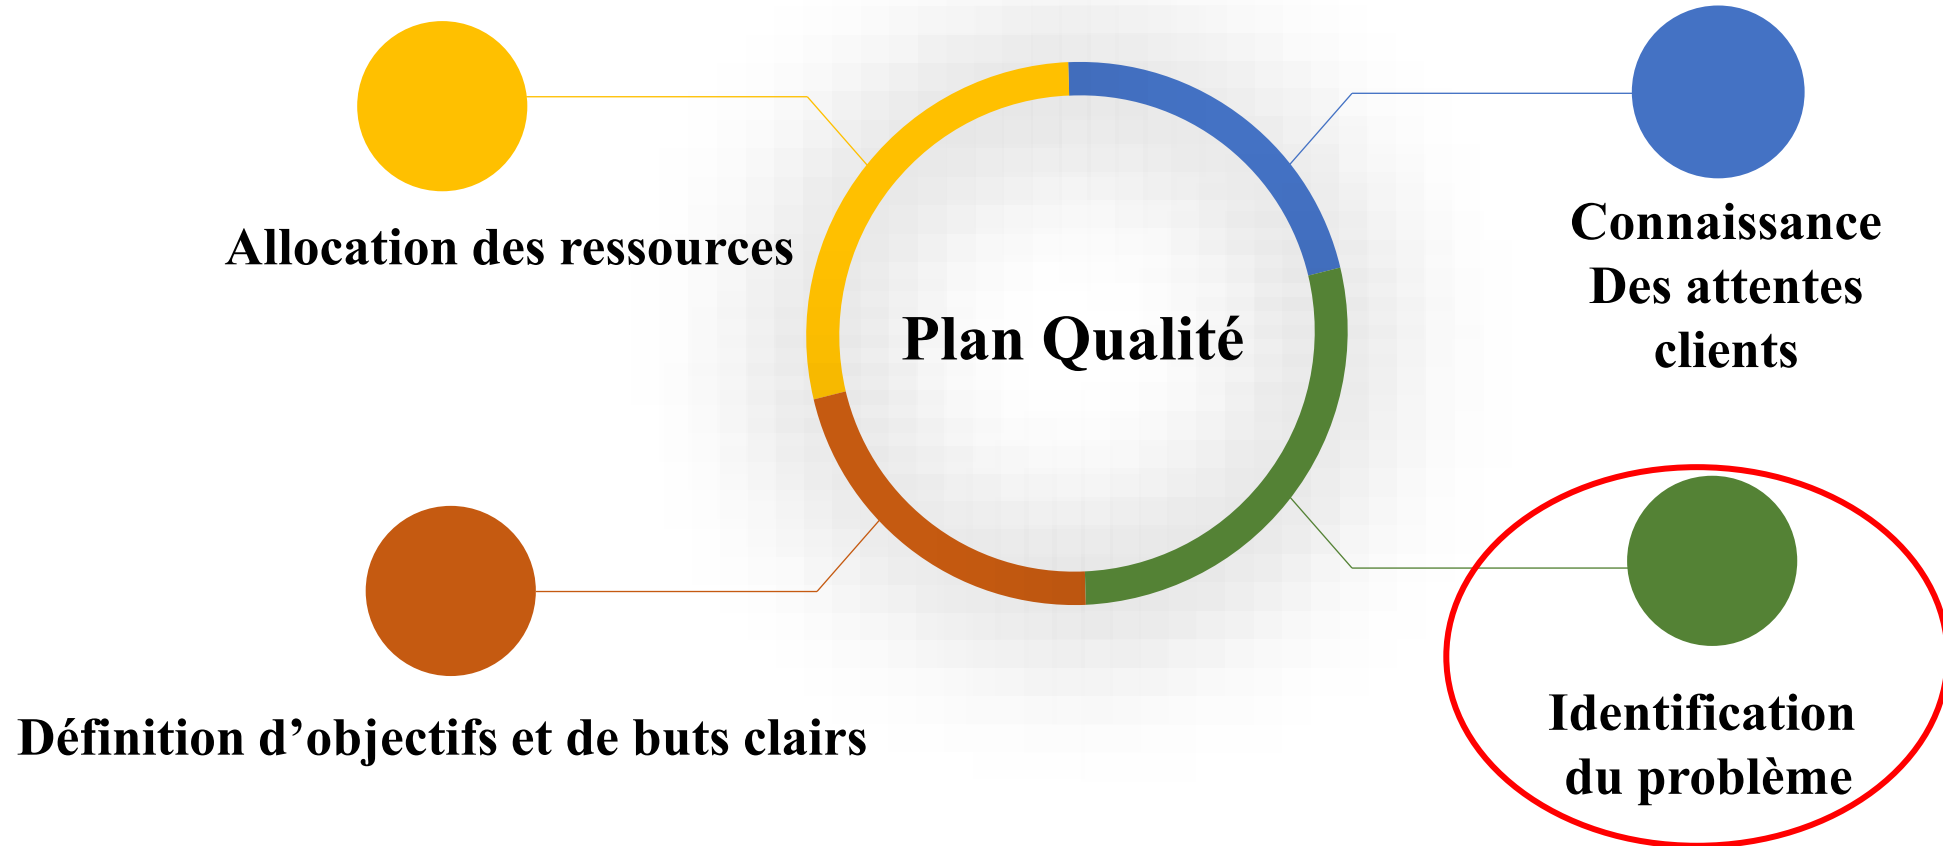 Allocation des ressources
Plan Qualité
Connaissance
Des attentes
clients
Définition d’objectifs et de buts clairs
Identification
du problème